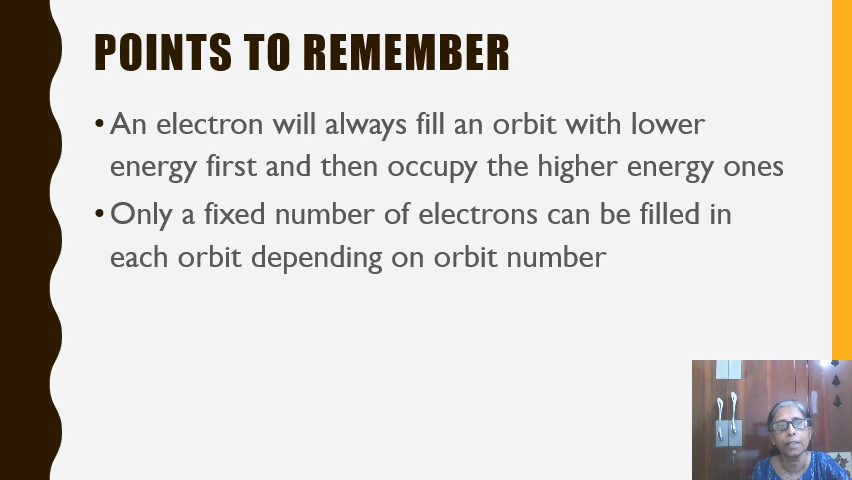 POINTS TO REMEMBER
• An electron will always fill an orbit with lower
energy first and then occupy the higher energy ones
• Only a fixed number of electrons can be filled in
each orbit depending on orbit number